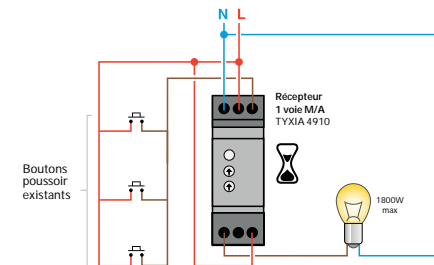 N L
Récepteur
1 voie M/A
TYXIA 4910
Boutons
poussoir
existants
1800W
max